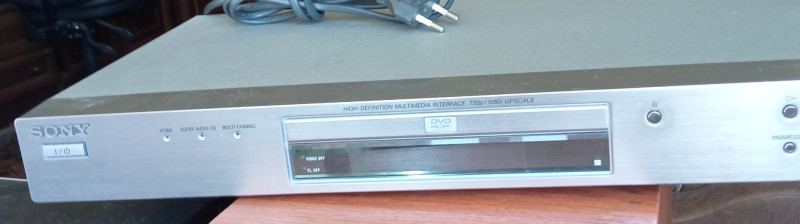 SONY
HIGH-DEFINITION MULTIMEDIA INTERFACE 720p/1080i UPSCALE
HDMI SUPER AUDIO CD MULTI CHANNEL
DVD
I/⏻
VIDEO OFF
FL OFF
PROGRESS